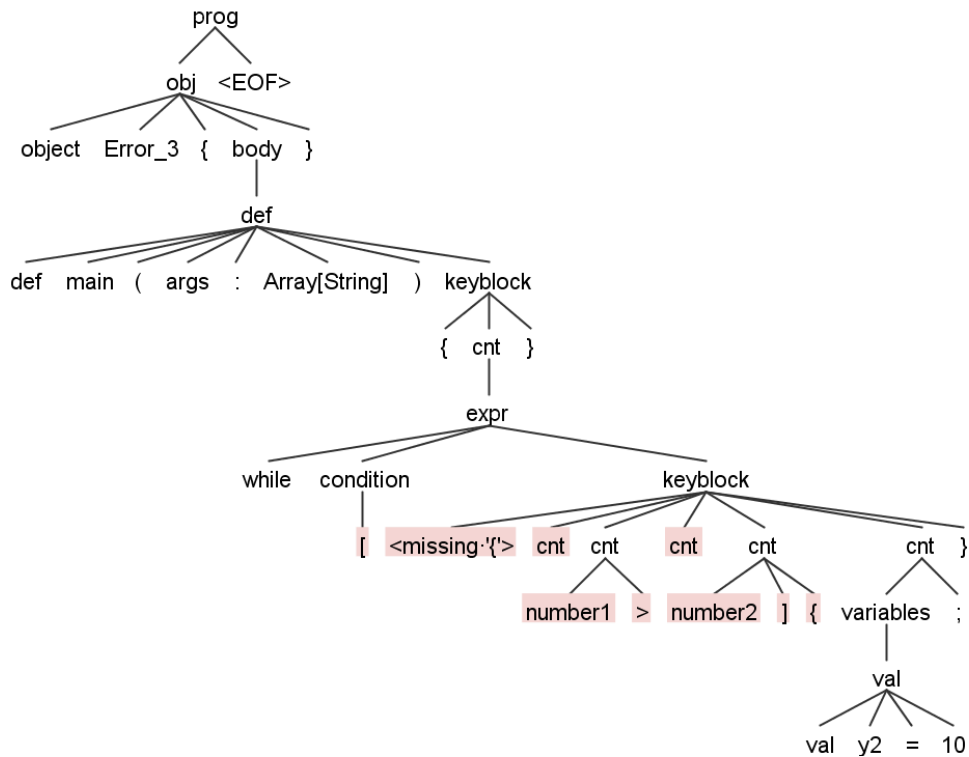 prog
obj <EOF>
object Error_3 { body }
def
def main ( args : Array[String] ) keyblock
{ cnt }
expr
while condition keyblock
[ <missing·'{'> cnt cnt cnt cnt cnt }
number1 > number2 ] { variables ;
val
val y2 = 10